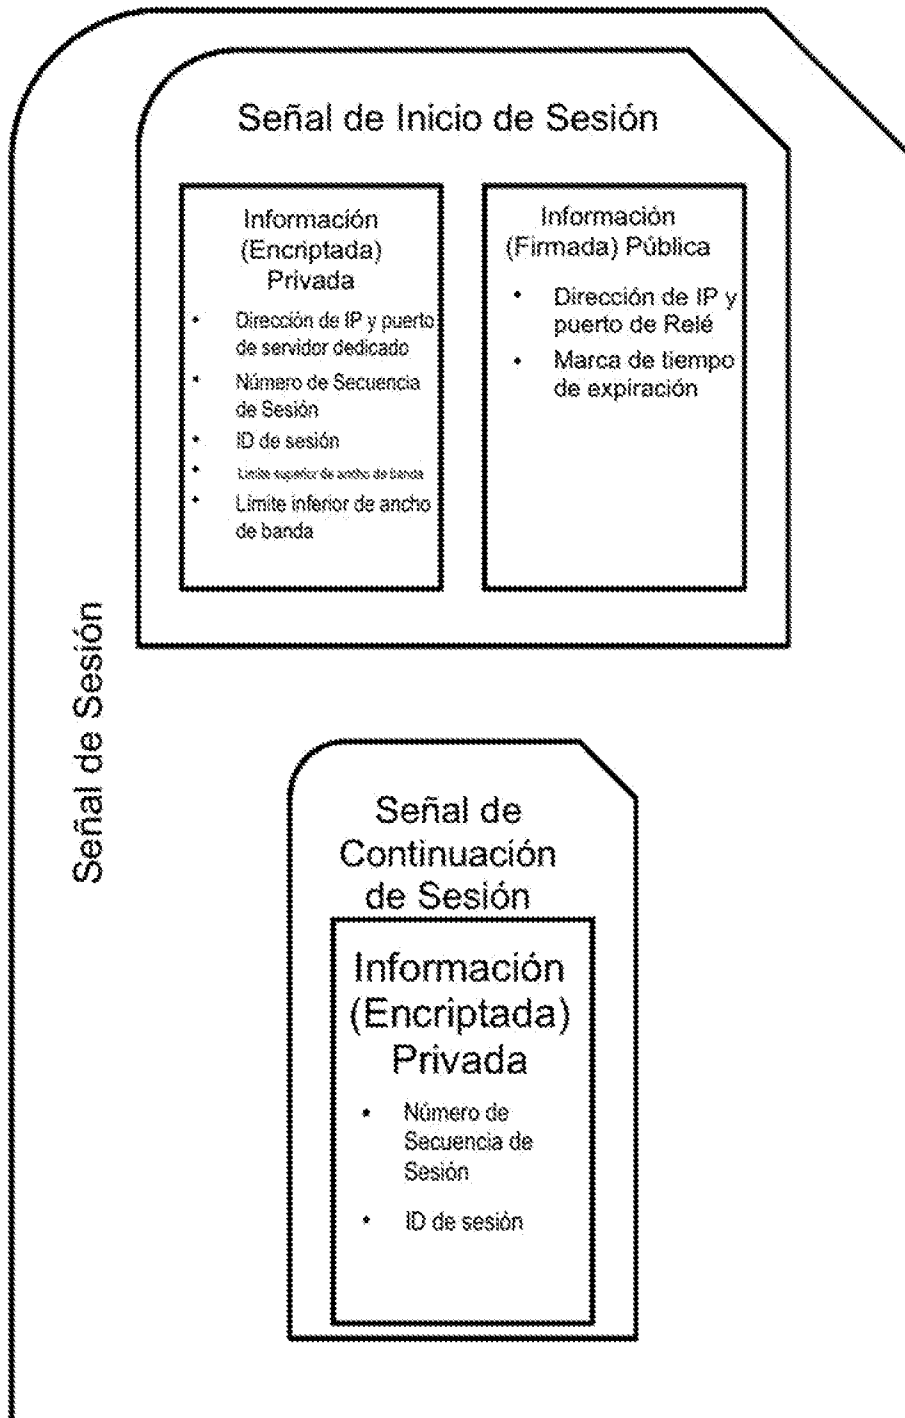 Señal de Inicio de Sesión
Información
(Encriptada)
Privada
• Dirección de IP y puerto
de servidor dedicado
• Número de Secuencia
de Sesión
• ID de sesión
• Limite superior de ancho de banda
• Límite inferior de ancho
de banda
Información
(Firmada) Pública
• Dirección de IP y
puerto de Relé
• Marca de tiempo
de expiración
Señal de Sesión
Señal de
Continuación
de Sesión
Información
(Encriptada)
Privada
• Número de
Secuencia de
Sesión
• ID de sesión